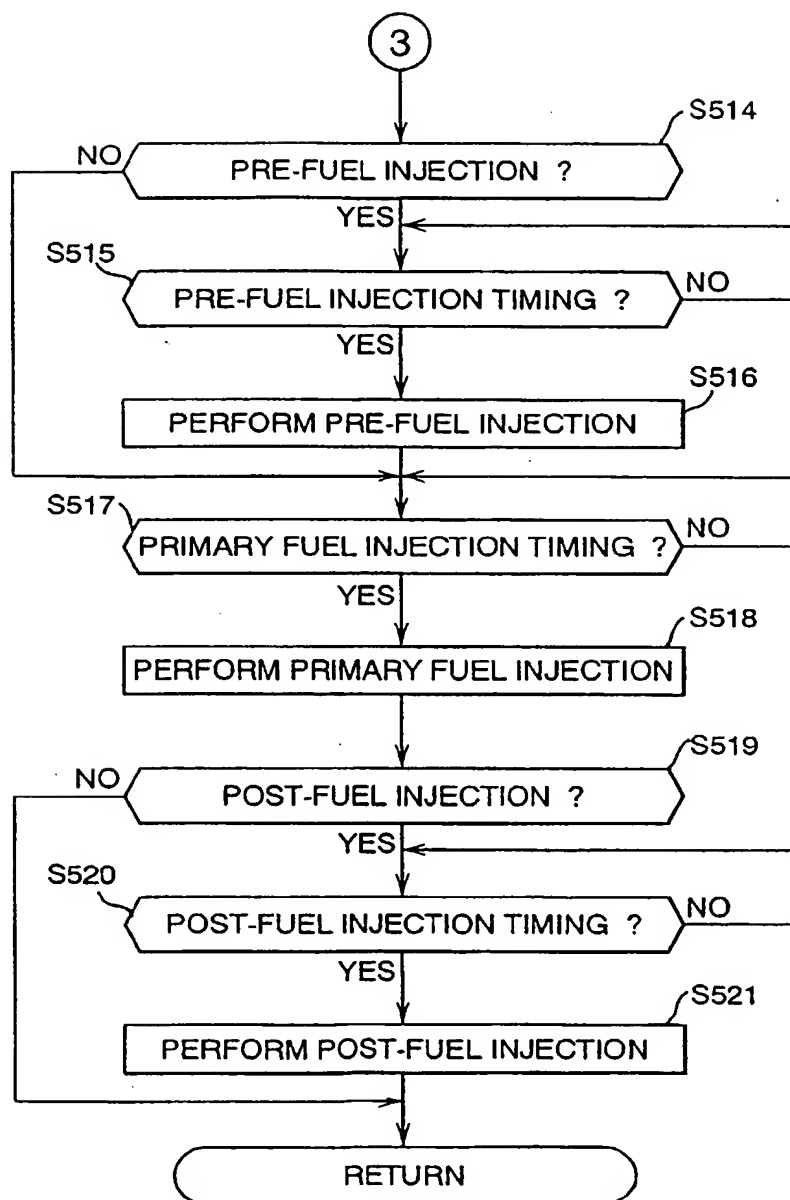 3
S514
NO
PRE-FUEL INJECTION ?
YES
S515
PRE-FUEL INJECTION TIMING ?
NO
YES
S516
PERFORM PRE-FUEL INJECTION
S517
PRIMARY FUEL INJECTION TIMING ?
NO
YES
S518
PERFORM PRIMARY FUEL INJECTION
S519
NO
POST-FUEL INJECTION ?
YES
S520
POST-FUEL INJECTION TIMING ?
NO
YES
S521
PERFORM POST-FUEL INJECTION
RETURN